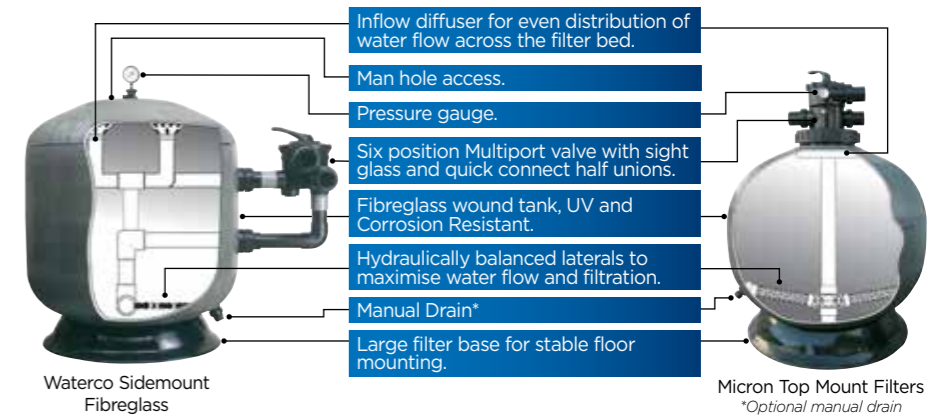 Inflow diffuser for even distribution of
water flow across the filter bed.
Man hole access.
Pressure gauge.
Six position Multiport valve with sight
glass and quick connect half unions.
Fibreglass wound tank, UV and
Corrosion Resistant.
Hydraulically balanced laterals to
maximise water flow and filtration.
Manual Drain*
Large filter base for stable floor
mounting.
Waterco Sidemount
Fibreglass
Micron Top Mount Filters
*Optional manual drain